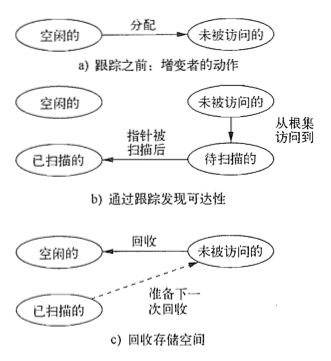 空闲的
分配
未被访问的
a) 跟踪之前：增变者的动作
空闲的
未被访问的
从根集
访问到
指针被
扫描后
已扫描的
待扫描的
b) 通过跟踪发现可达性
空闲的
回收
未被访问的
已扫描的
准备下一
次回收
c) 回收存储空间